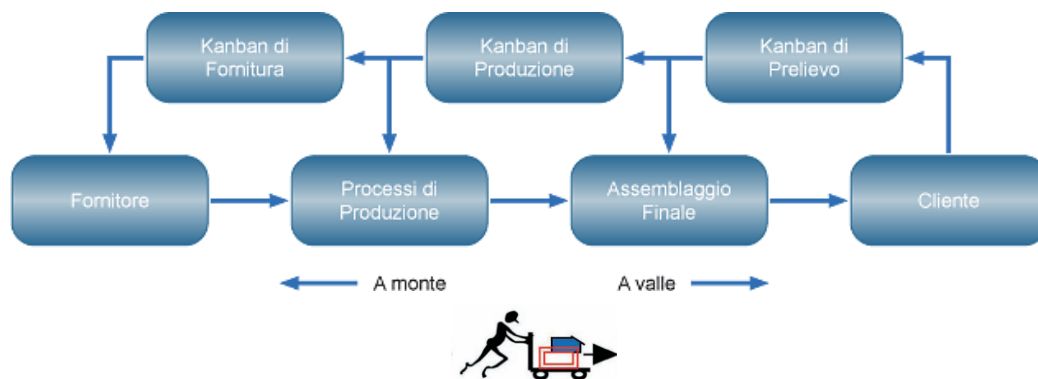 Kanban di
Fornitura
Kanban di
Produzione
Kanban di
Prelievo
Fornitore
Processi di
Produzione
Assemblaggio
Finale
Cliente
A monte
A valle